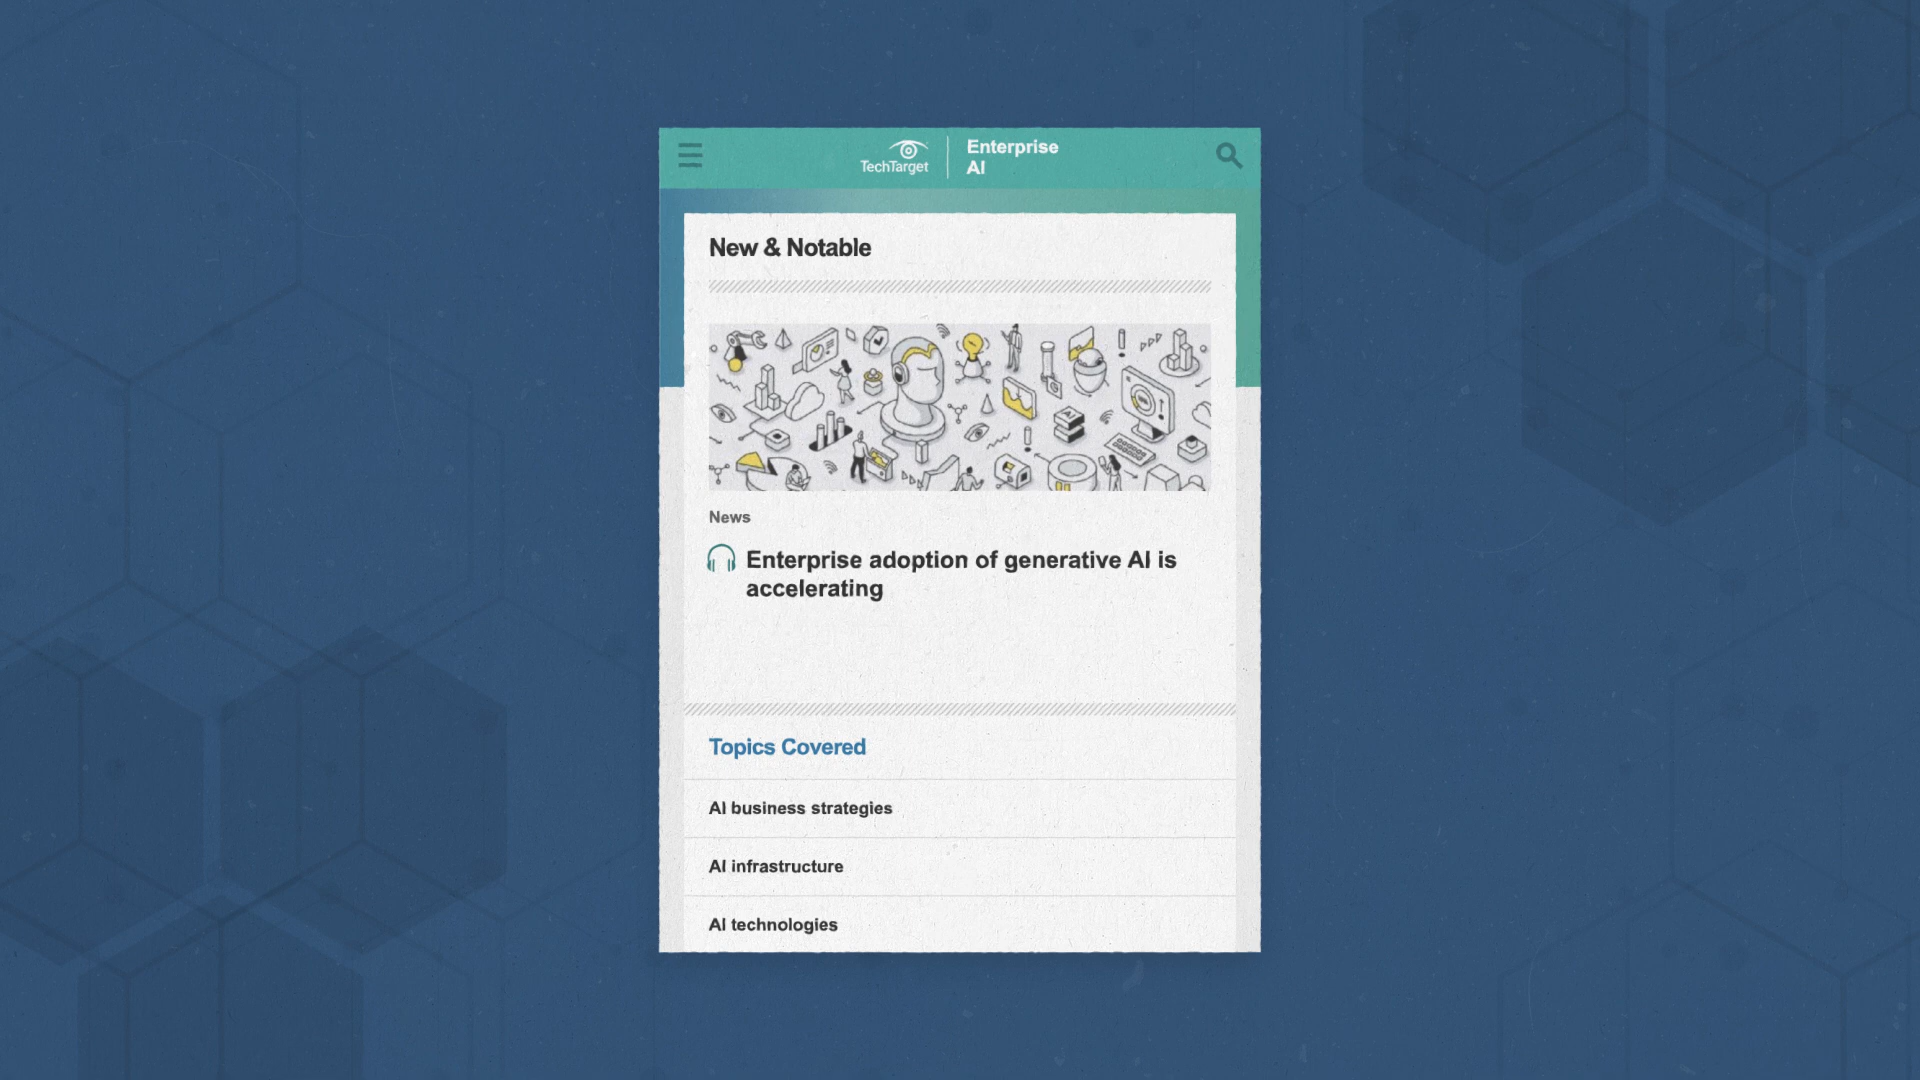 TechTarget
Enterprise
AI
New & Notable
News
Enterprise adoption of generative AI is
accelerating
Topics Covered
AI business strategies
AI infrastructure
AI technologies